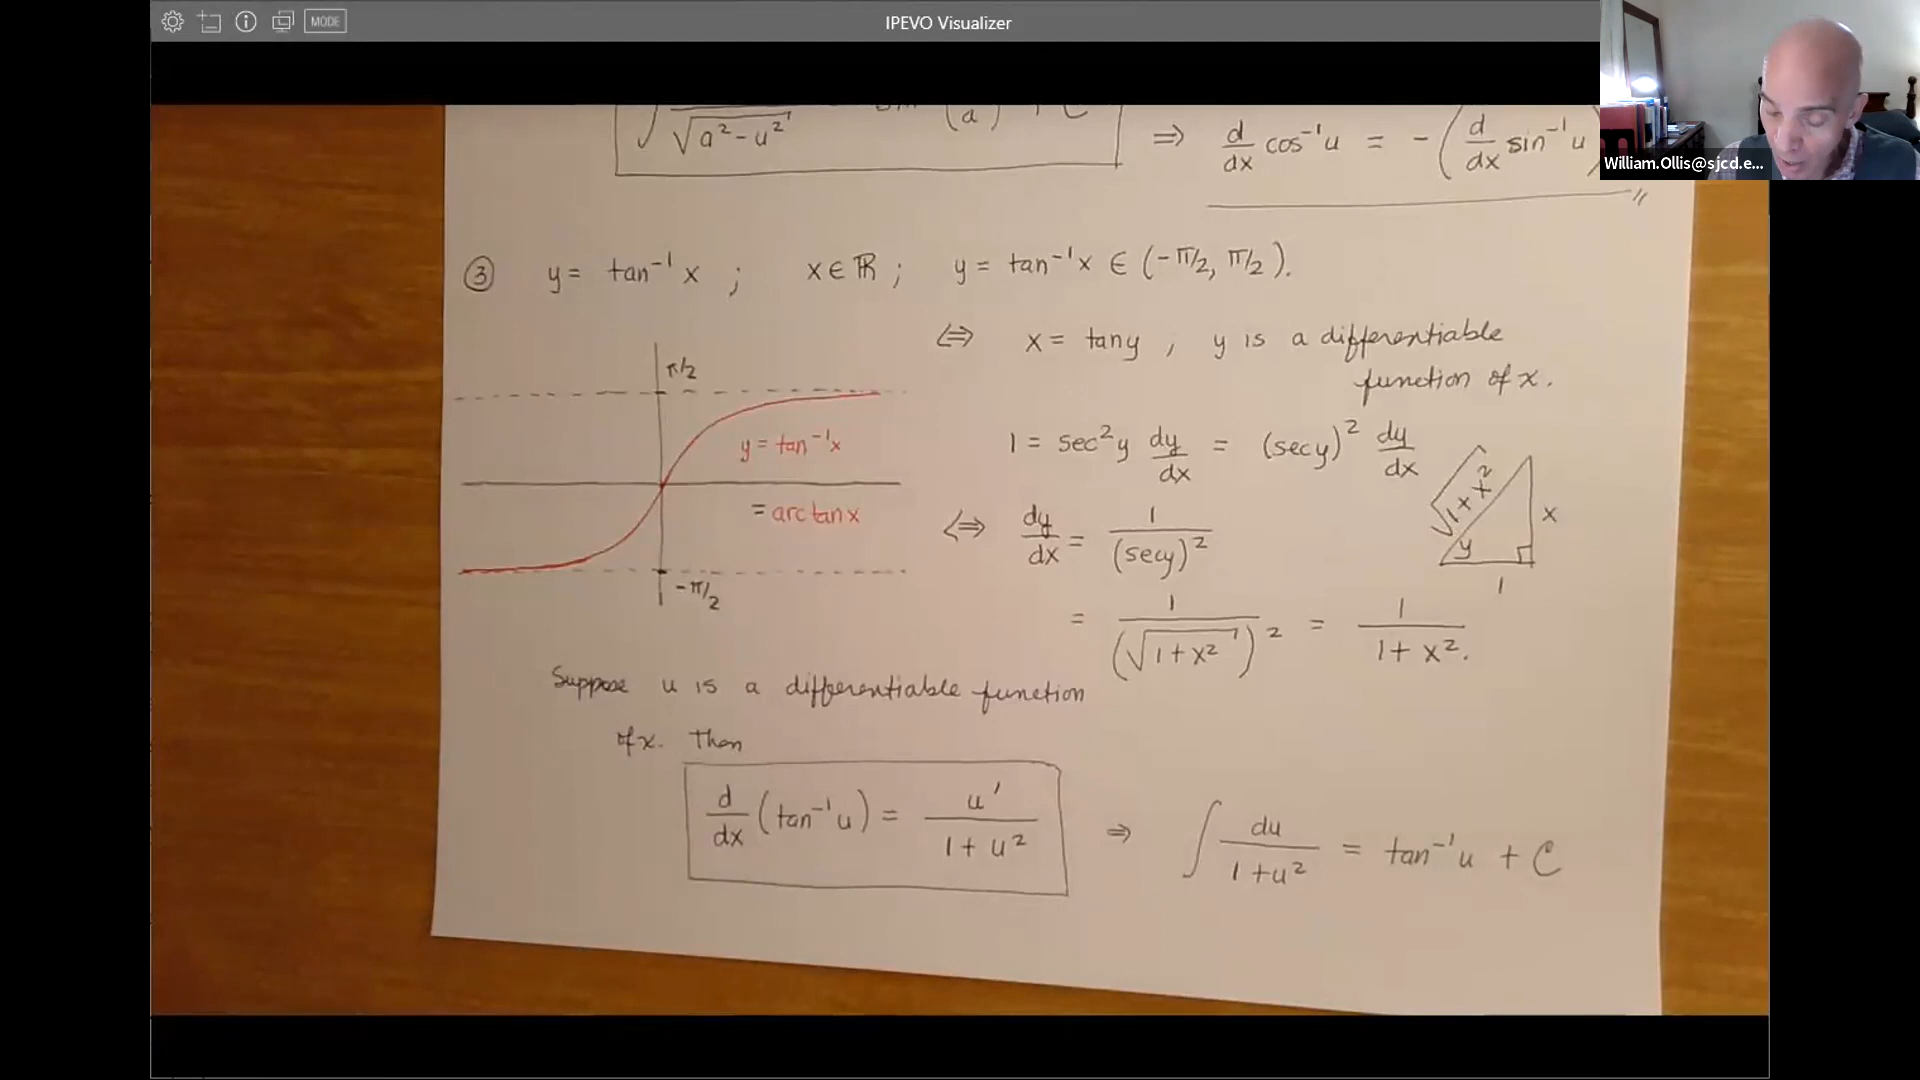 MODE
IPEVO Visualizer
William.Ollis@sjcd.e...
∫ / √(a² - u²) (a) + C
⇒ d/dx cos⁻¹u = -(d/dx sin⁻¹u
③ y = tan⁻¹ x ; x ∈ ℝ ; y = tan⁻¹x ∈ (-π/2, π/2).
⇔ x = tan y , y is a differentiable
function of x.
π/2
y = tan⁻¹x
= arctan x
-π/2
1 = sec²y dy/dx = (sec y)² dy/dx
⇔ dy/dx = 1/(sec y)²
√1+x²
x
y
1
= 1/(√(1+x²))² = 1/(1+x²).
Suppose u is a differentiable function
of x. Then
d/dx (tan⁻¹u) = u'/(1+u²) ⇒ ∫ du/(1+u²) = tan⁻¹u + C